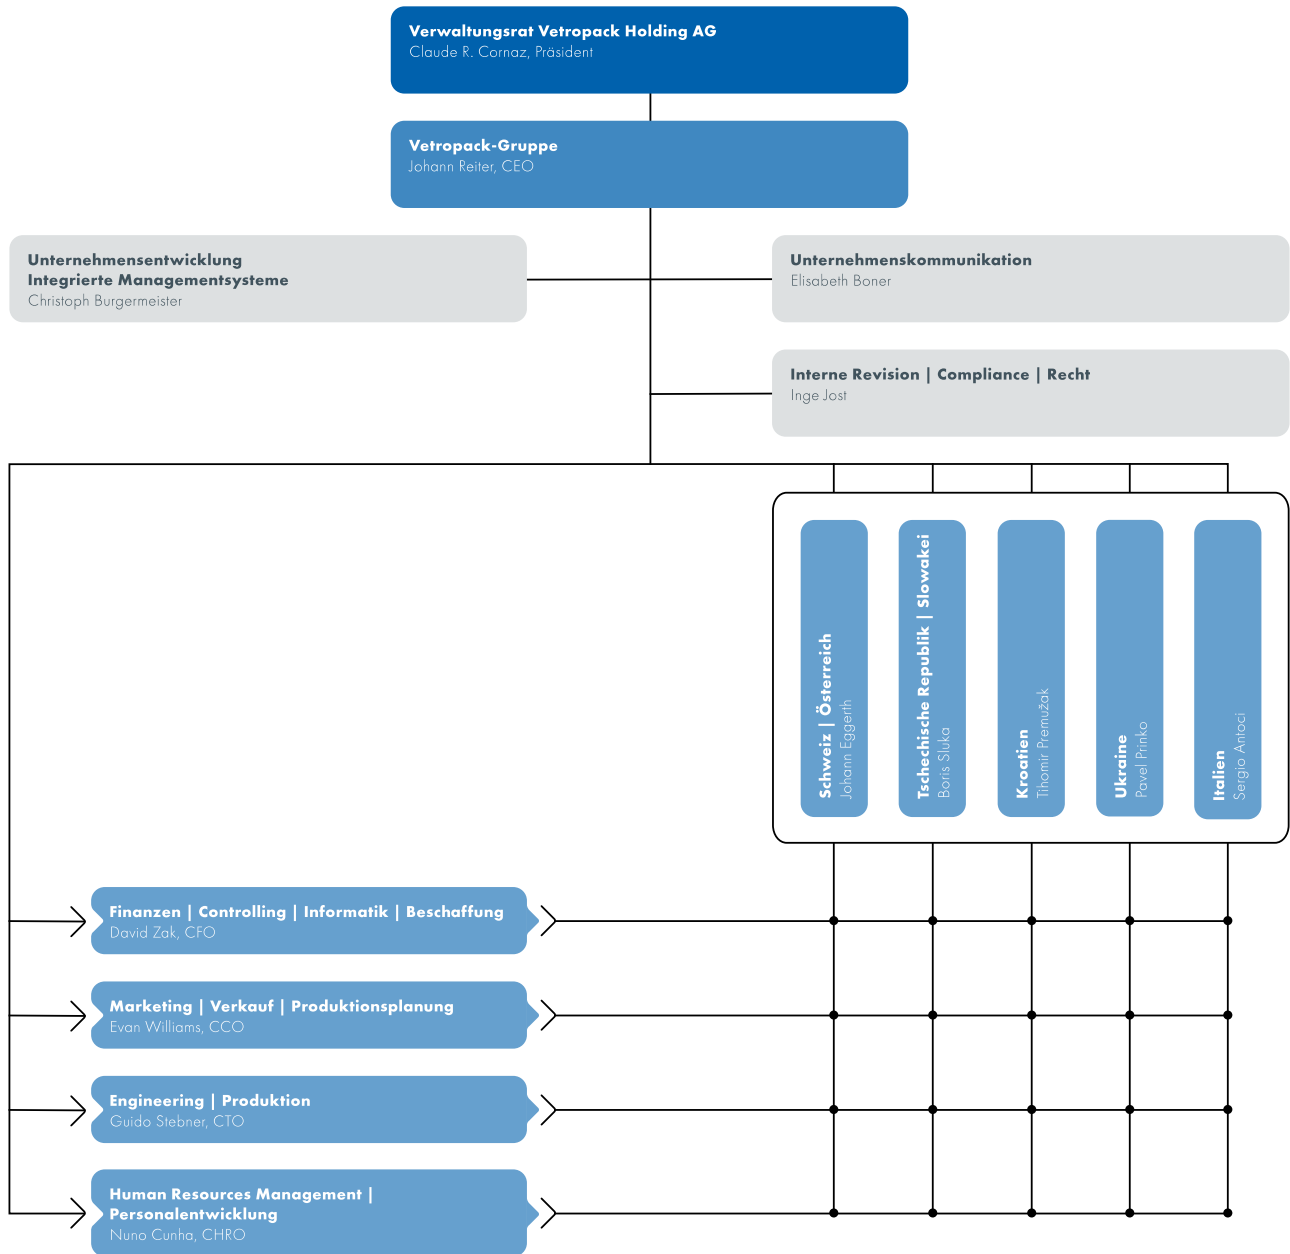 Verwaltungsrat Vetropack Holding AG
Claude R. Cornaz, Präsident
Vetropack-Gruppe
Johann Reiter, CEO
Unternehmensentwicklung
Integrierte Managementsysteme
Christoph Burgermeister
Unternehmenskommunikation
Elisabeth Boner
Interne Revision | Compliance | Recht
Inge Jost
Schweiz | Österreich
Johann Eggerth
Tschechische Republik | Slowakei
Boris Sluka
Kroatien
Tihomir Premužak
Ukraine
Pavel Prinko
Italien
Sergio Antoci
Finanzen | Controlling | Informatik | Beschaffung
David Zak, CFO
Marketing | Verkauf | Produktionsplanung
Evan Williams, CCO
Engineering | Produktion
Guido Stebner, CTO
Human Resources Management |
Personalentwicklung
Nuno Cunha, CHRO